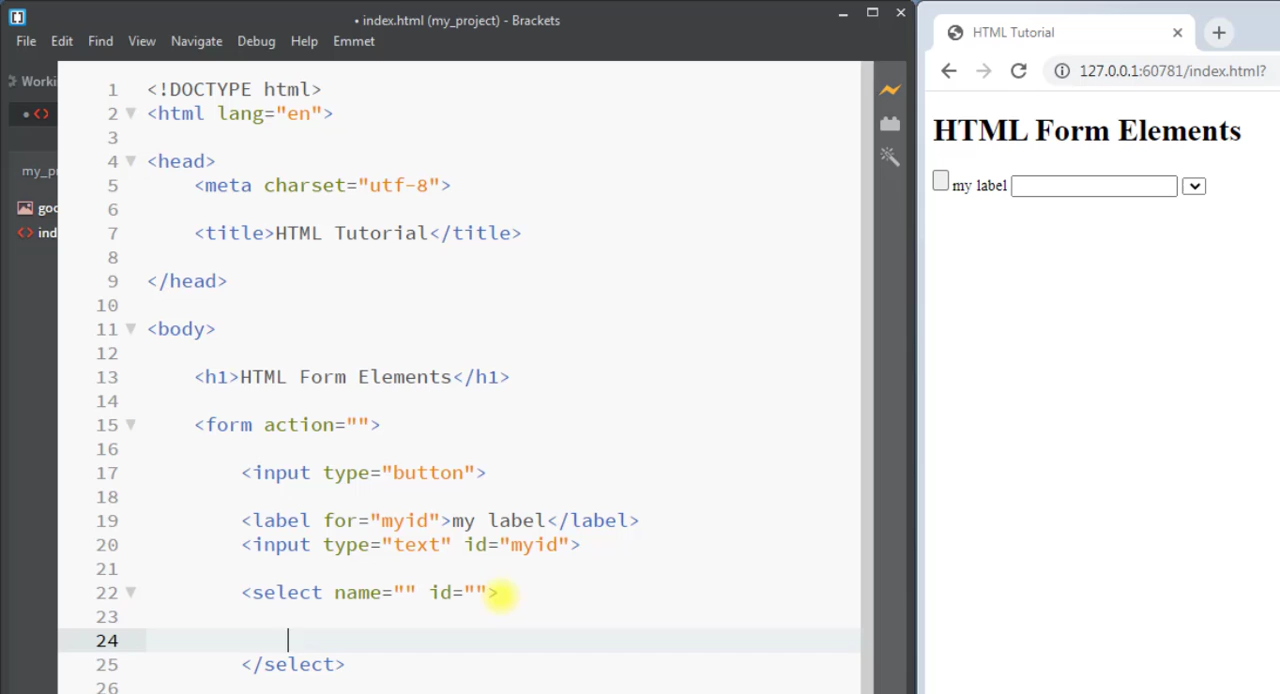 • index.html (my_project) - Brackets
File Edit Find View Navigate Debug Help Emmet
Worki
my_p
goo
ind
1 <!DOCTYPE html>
2 <html lang="en">
3
4 <head>
5 <meta charset="utf-8">
6
7 <title>HTML Tutorial</title>
8
9 </head>
10
11 <body>
12
13 <h1>HTML Form Elements</h1>
14
15 <form action="">
16
17 <input type="button">
18
19 <label for="myid">my label</label>
20 <input type="text" id="myid">
21
22 <select name="" id="">
23
24
25 </select>
26
HTML Tutorial
127.0.0.1:60781/index.html?
HTML Form Elements
my label